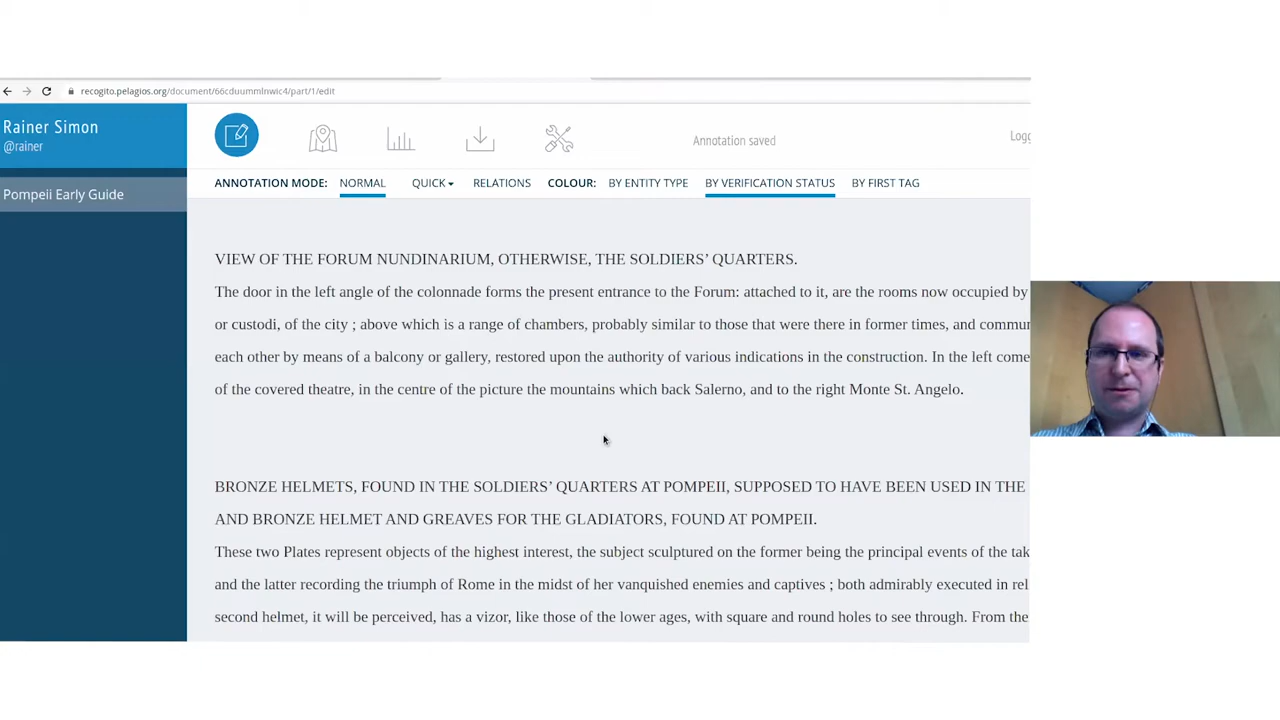 recogito.pelagios.org/document/66cduummlnwic4/part/1/edit
Rainer Simon
@rainer
Annotation saved
Logg
Pompeii Early Guide
ANNOTATION MODE: NORMAL QUICK RELATIONS COLOUR: BY ENTITY TYPE BY VERIFICATION STATUS BY FIRST TAG
VIEW OF THE FORUM NUNDINARIUM, OTHERWISE, THE SOLDIERS’ QUARTERS.
The door in the left angle of the colonnade forms the present entrance to the Forum: attached to it, are the rooms now occupied by
or custodi, of the city ; above which is a range of chambers, probably similar to those that were there in former times, and commun
each other by means of a balcony or gallery, restored upon the authority of various indications in the construction. In the left come
of the covered theatre, in the centre of the picture the mountains which back Salerno, and to the right Monte St. Angelo.
BRONZE HELMETS, FOUND IN THE SOLDIERS’ QUARTERS AT POMPEII, SUPPOSED TO HAVE BEEN USED IN THE
AND BRONZE HELMET AND GREAVES FOR THE GLADIATORS, FOUND AT POMPEII.
These two Plates represent objects of the highest interest, the subject sculptured on the former being the principal events of the tak
and the latter recording the triumph of Rome in the midst of her vanquished enemies and captives ; both admirably executed in rel
second helmet, it will be perceived, has a vizor, like those of the lower ages, with square and round holes to see through. From the